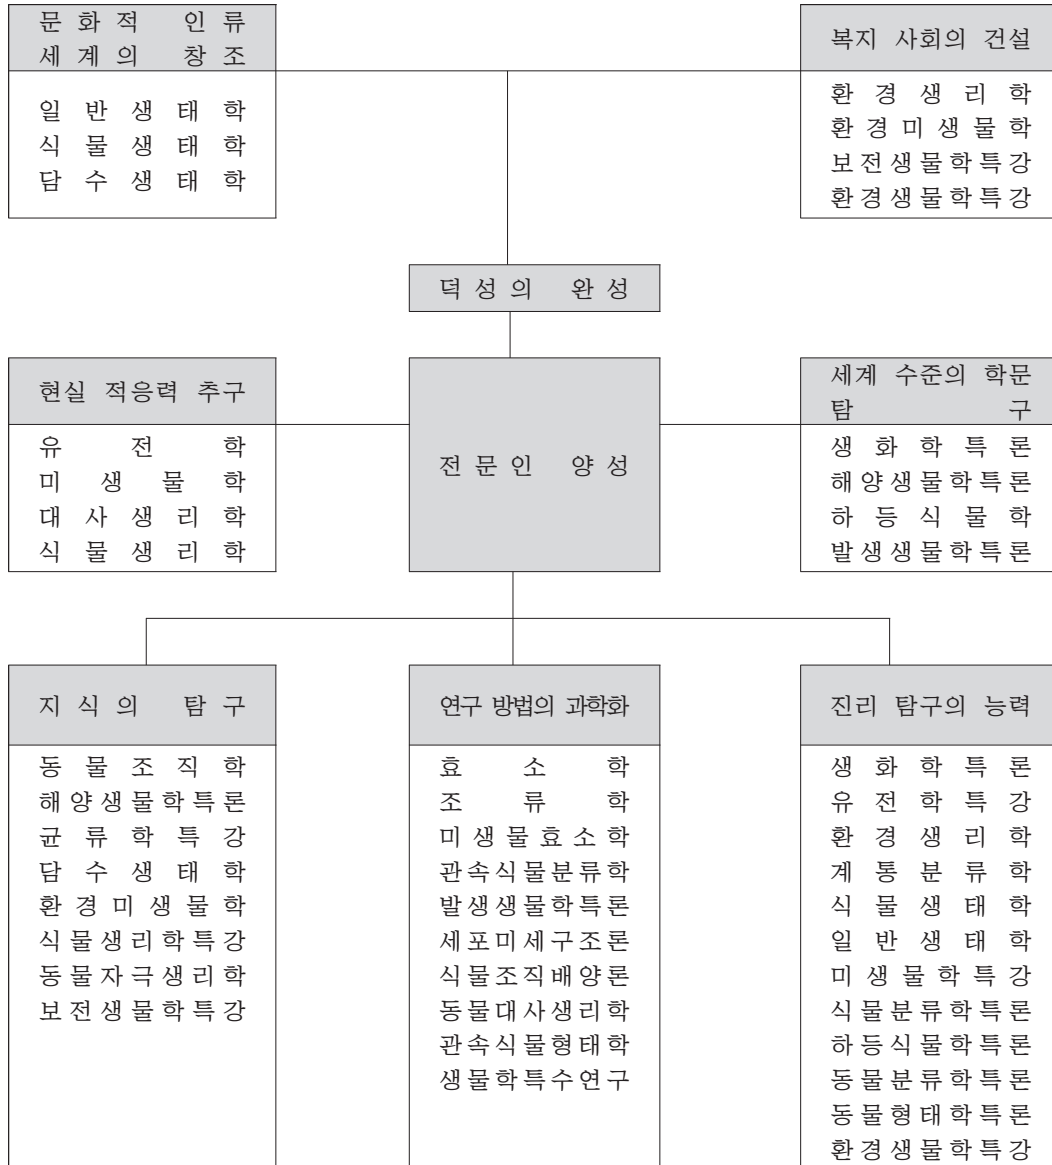 문화적 인류
세계의 창조
일반생태학
식물생태학
담수생태학
복지 사회의 건설
환경생리학
환경미생물학
보전생물학특강
환경생물학특강
덕성의 완성
현실 적응력 추구
유전학
미생물학
대사생리학
식물생리학
전문인 양성
세계 수준의 학문
탐구
생화학특론
해양생물학특론
하등식물학
발생생물학특론
지식의 탐구
동물조직학
해양생물학특론
균류학특강
담수생태학
환경미생물학
식물생리학특강
동물자극생리학
보전생물학특강
연구 방법의 과학화
효소학
조류학
미생물효소학
관속식물분류학
발생생물학특론
세포미세구조론
식물조직배양론
동물대사생리학
관속식물형태학
생물학특수연구
진리 탐구의 능력
생화학특론
유전학특강
환경생리학
계통분류학
식물생태학
일반생태학
미생물학특강
식물분류학특론
하등식물학특론
동물분류학특론
동물형태학특론
환경생물학특강